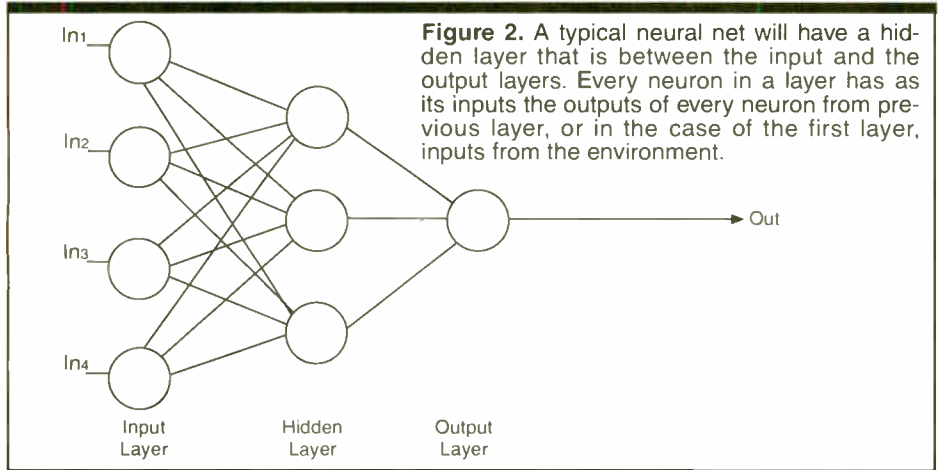 Figure 2. A typical neural net will have a hid-
den layer that is between the input and the
output layers. Every neuron in a layer has as
its inputs the outputs of every neuron from pre-
vious layer, or in the case of the first layer,
inputs from the environment.
In1
In2
In3
In4
Out
Input
Layer
Hidden
Layer
Output
Layer